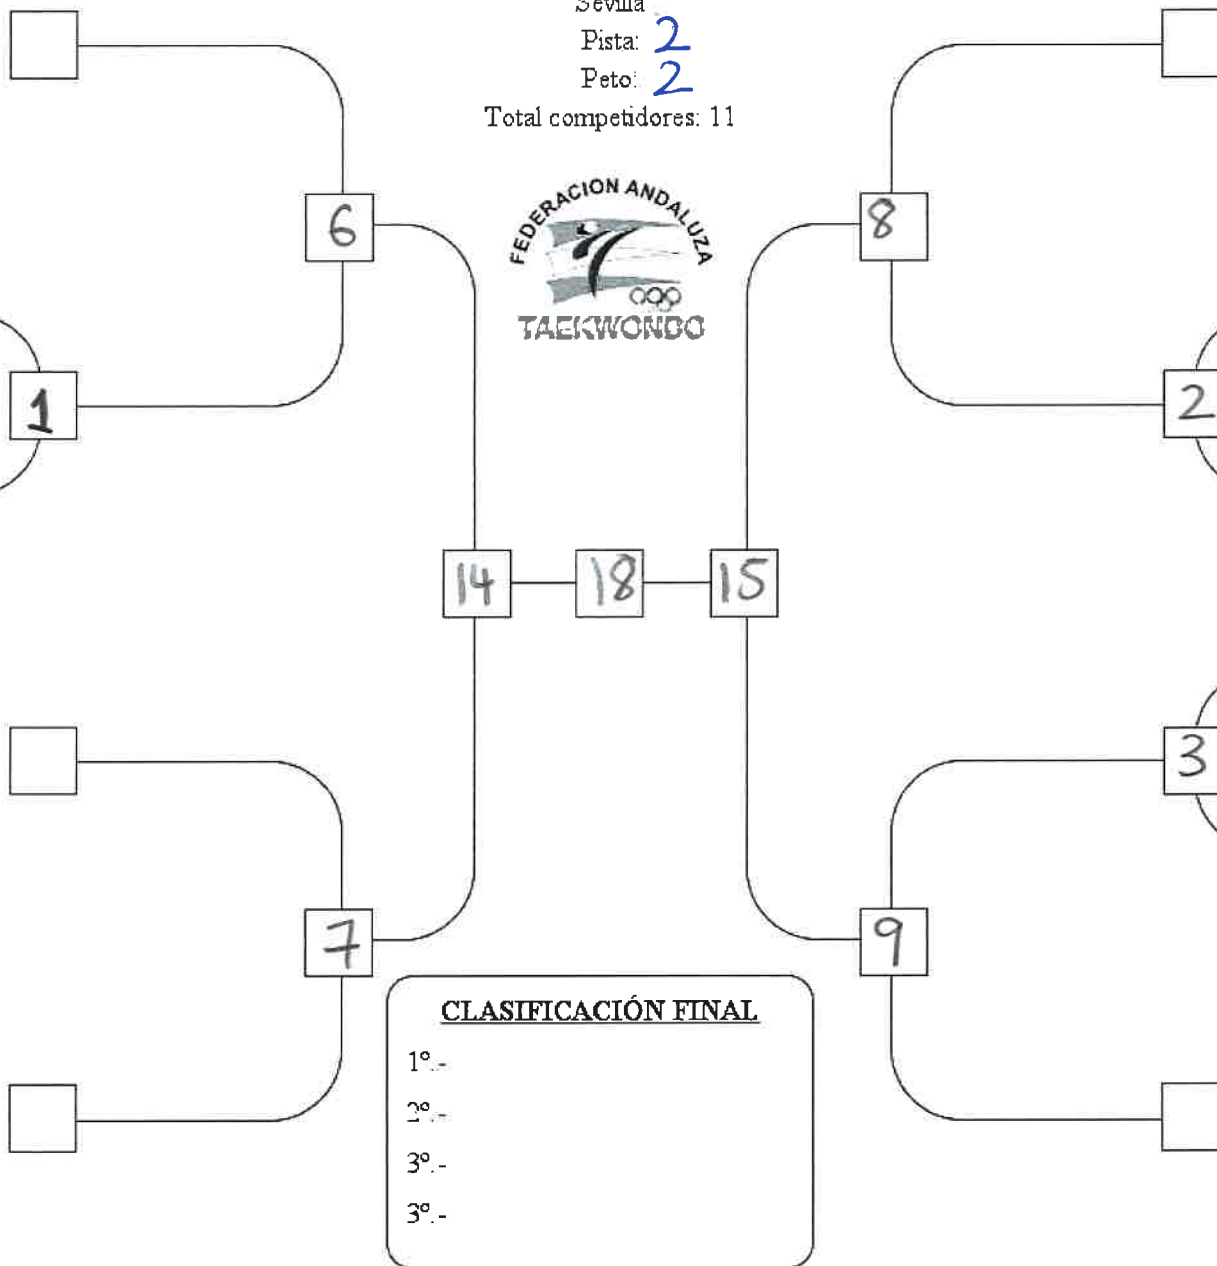 Sevilla
Pista: 2
Peto: 2
Total competidores: 11
FEDERACION ANDALUZA
TAEKWONDO
6
8
1
2
14
18
15
3
7
9
CLASIFICACIÓN FINAL
1º.-
2º.-
3º.-
3º.-